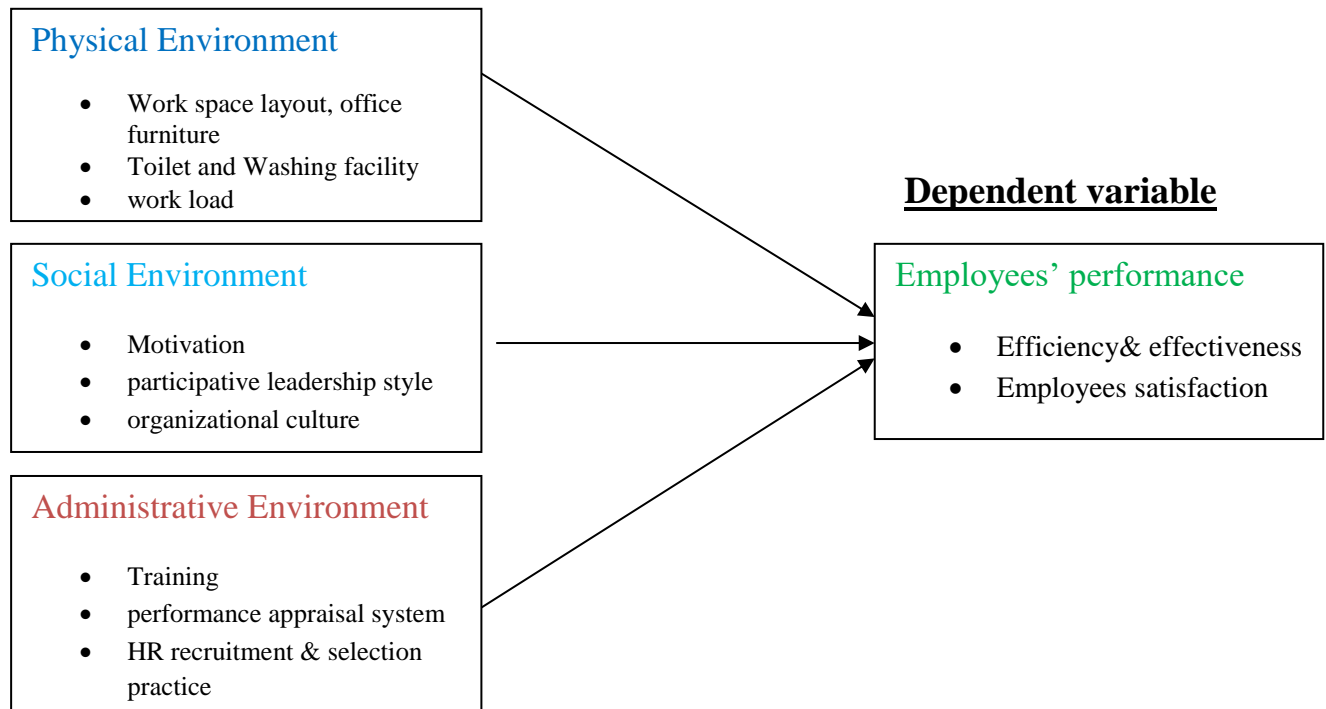 Physical Environment
• Work space layout, office
furniture
• Toilet and Washing facility
• work load
Social Environment
• Motivation
• participative leadership style
• organizational culture
Administrative Environment
• Training
• performance appraisal system
• HR recruitment & selection
practice
Dependent variable
Employees’ performance
• Efficiency& effectiveness
• Employees satisfaction